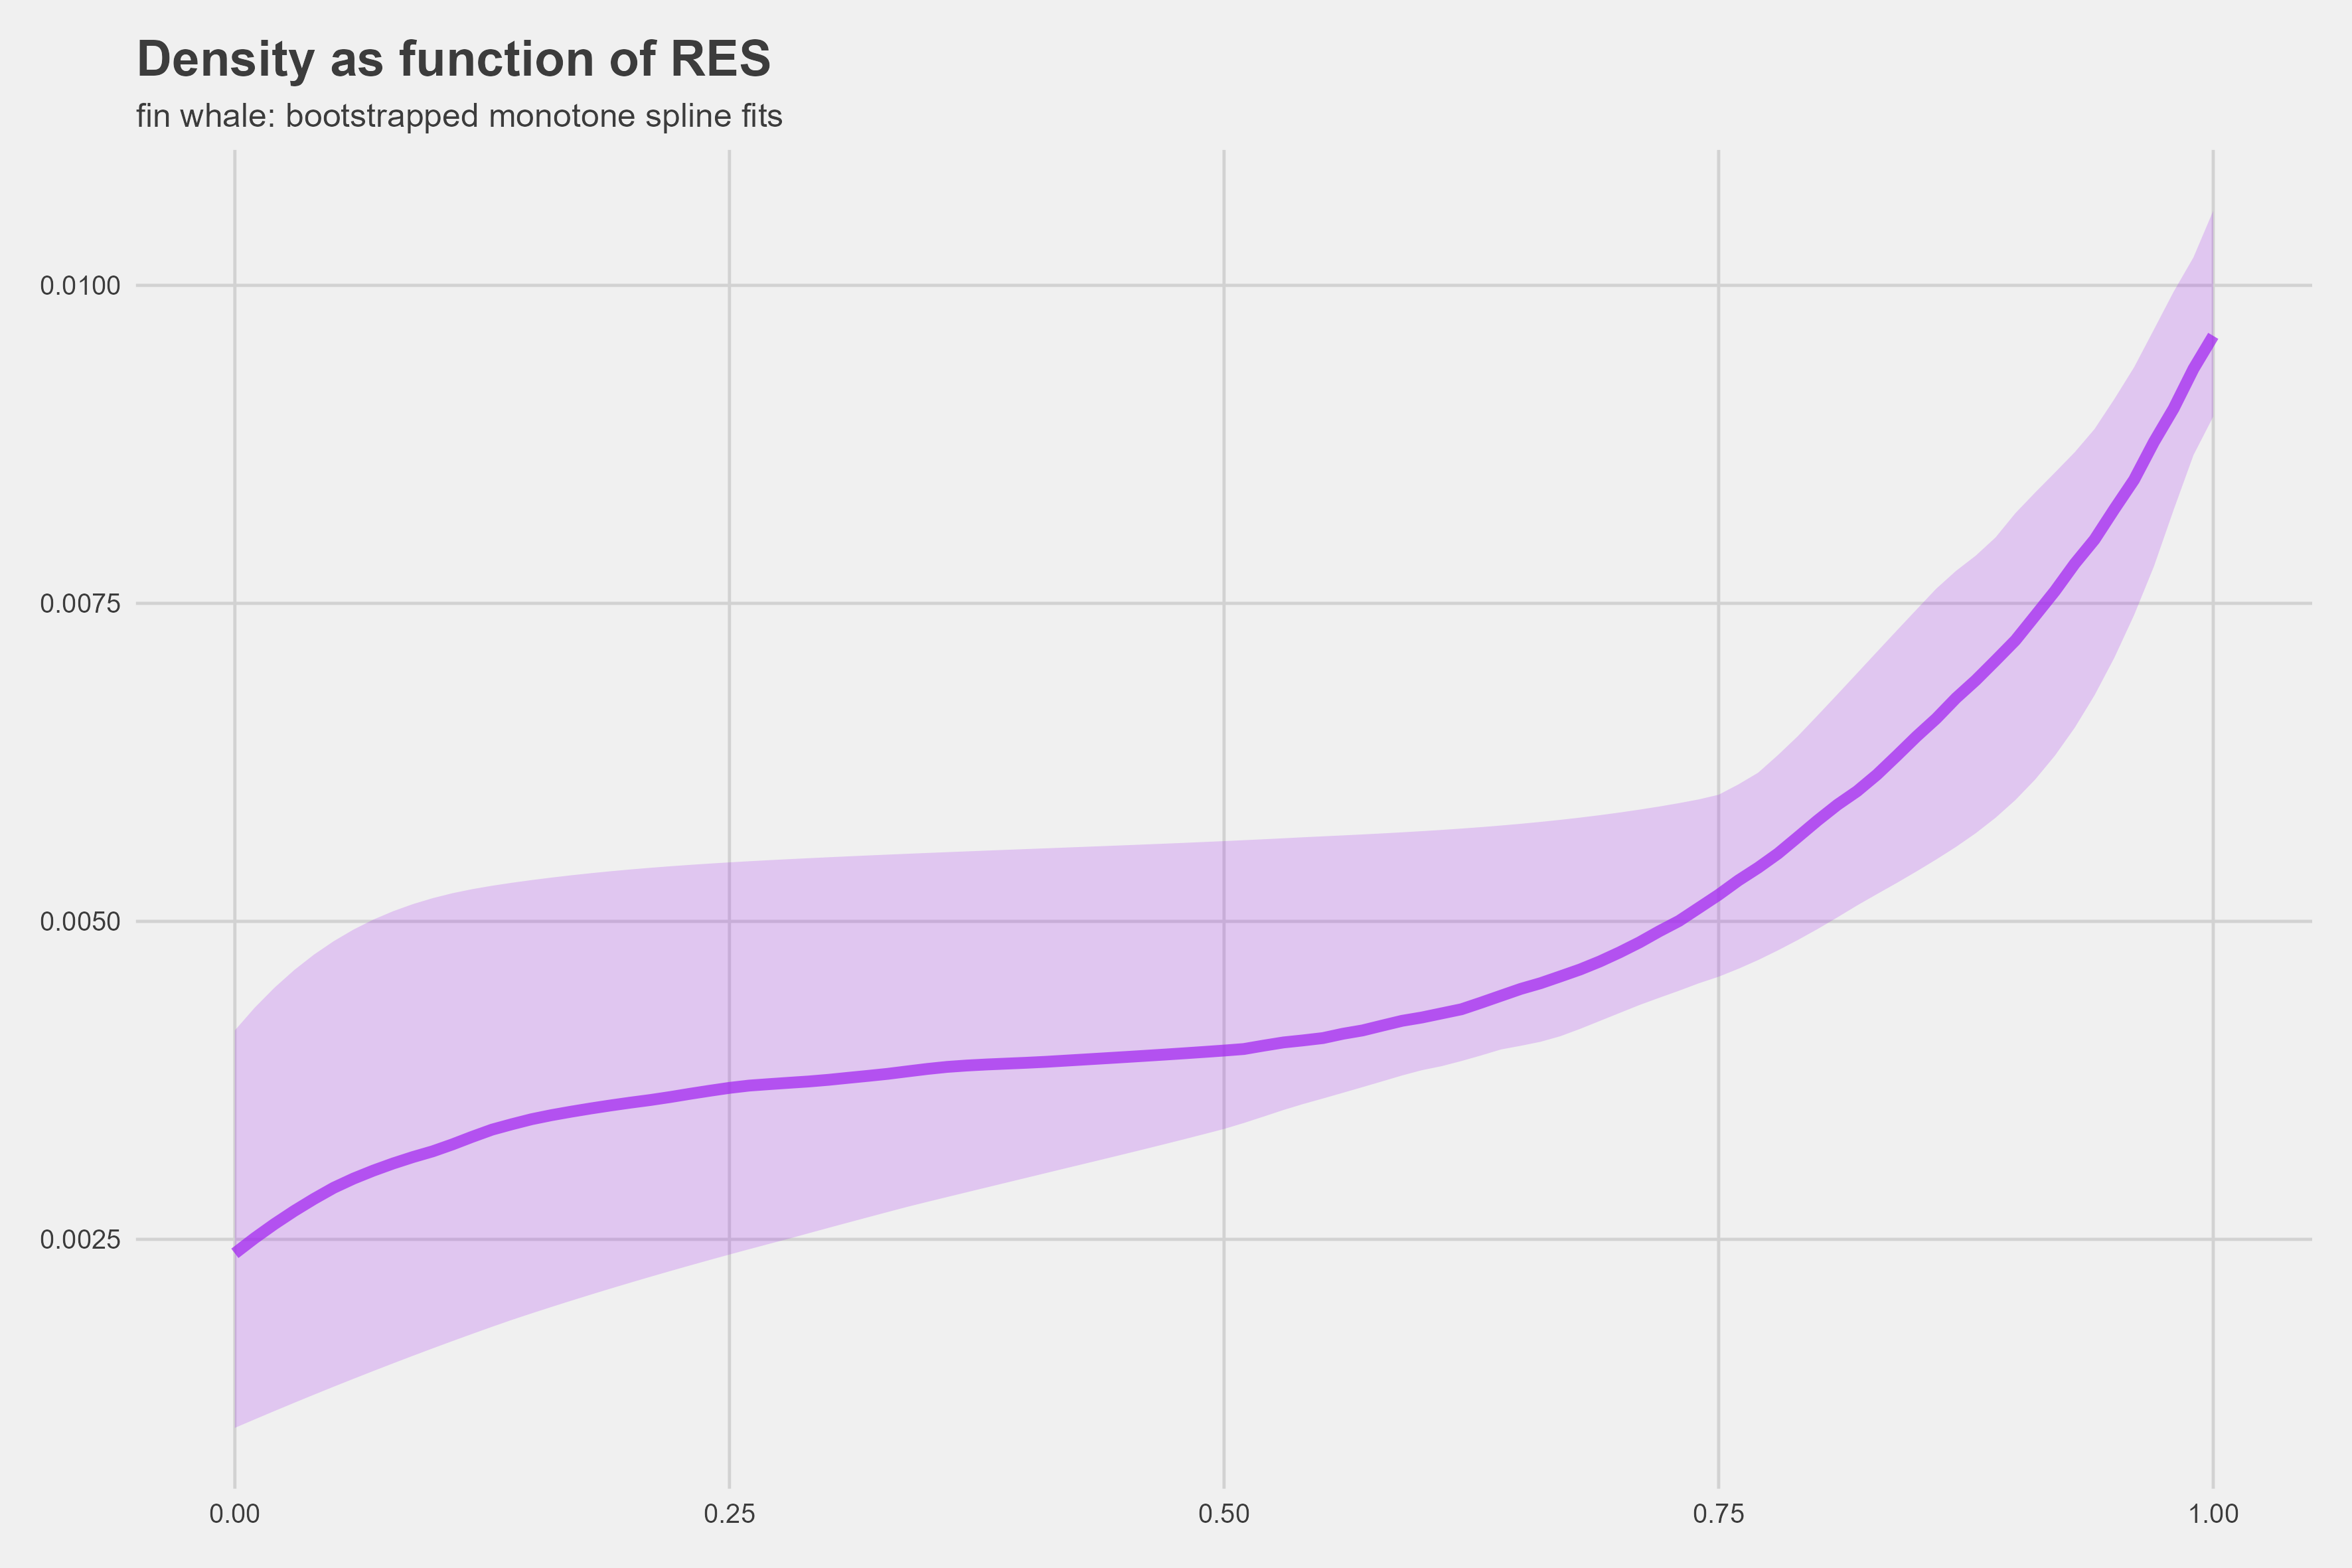 Density as function of RES
fin whale: bootstrapped monotone spline fits
0.0100
0.0075
0.0050
0.0025
0.00 0.25 0.50 0.75 1.00